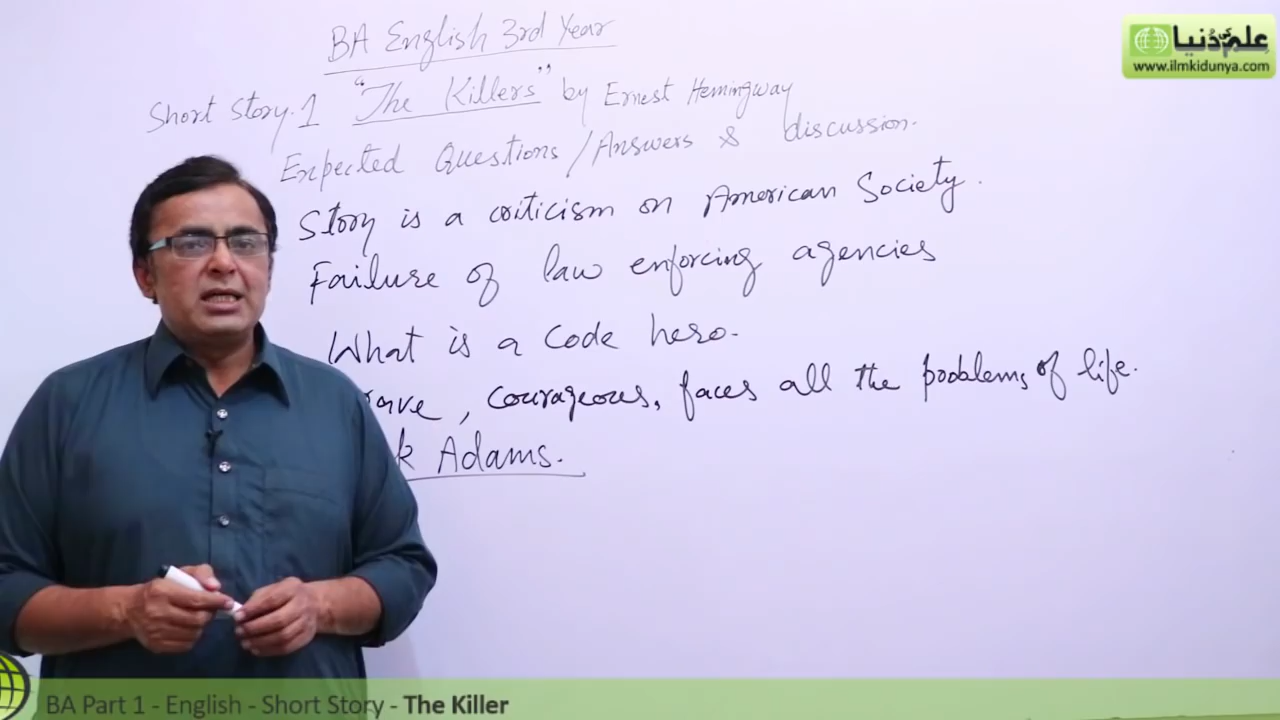 BA English 3rd Year
Short Story. 1 "The Killers" by Ernest Hemingway
Expected Questions/Answers & discussion.
Story is a criticism on American Society.
Failure of law enforcing agencies
What is a Code hero.
rave, Courageous, faces all the problems of life.
k Adams.
علم کی دنیا
www.ilmkidunya.com
BA Part 1 - English - Short Story - The Killer